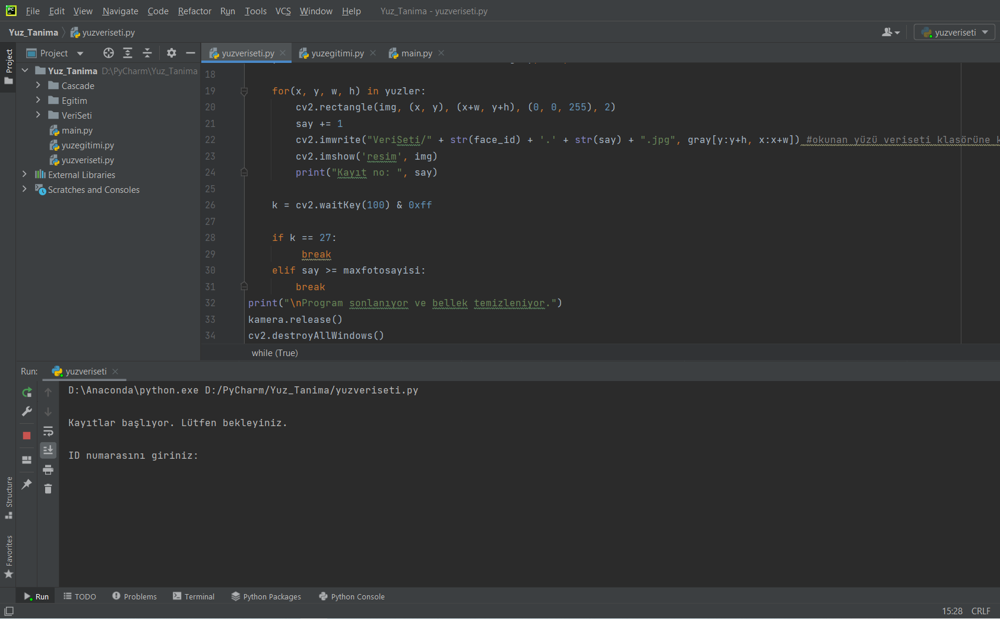 File Edit View Navigate Code Refactor Run Tools VCS Window Help Yuz_Tanima - yuzveriseti.py
Yuz_Tanima yuzveriseti.py yuzveriseti
Project
Project yuzveriseti.py yuzegitimi.py main.py
Yuz_Tanima D:\PyCharm\Yuz_Tanima
Cascade
Egitim
VeriSeti
main.py
yuzegitimi.py
yuzveriseti.py
External Libraries
Scratches and Consoles
18
19 for(x, y, w, h) in yuzler:
20 cv2.rectangle(img, (x, y), (x+w, y+h), (0, 0, 255), 2)
21 say += 1
22 cv2.imwrite("VeriSeti/" + str(face_id) + '.' + str(say) + ".jpg", gray[y:y+h, x:x+w]) #okunan yüzü veriseti klasörüne
23 cv2.imshow('resim', img)
24 print("Kayıt no: ", say)
25
26 k = cv2.waitKey(100) & 0xff
27
28 if k == 27:
29 break
30 elif say >= maxfotosayisi:
31 break
32 print("\nProgram sonlanıyor ve bellek temizleniyor.")
33 kamera.release()
34 cv2.destroyAllWindows()
while (True)
Run: yuzveriseti
D:\Anaconda\python.exe D:/PyCharm/Yuz_Tanima/yuzveriseti.py
Kayıtlar başlıyor. Lütfen bekleyiniz.
ID numarasını giriniz:
Structure
Favorites
Run TODO Problems Terminal Python Packages Python Console
15:28 CRLF